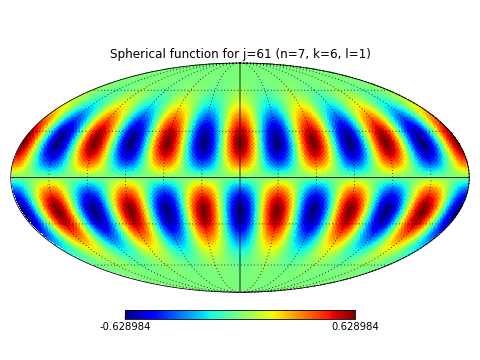 Spherical function for j=61 (n=7, k=6, l=1)
-0.628984 0.628984